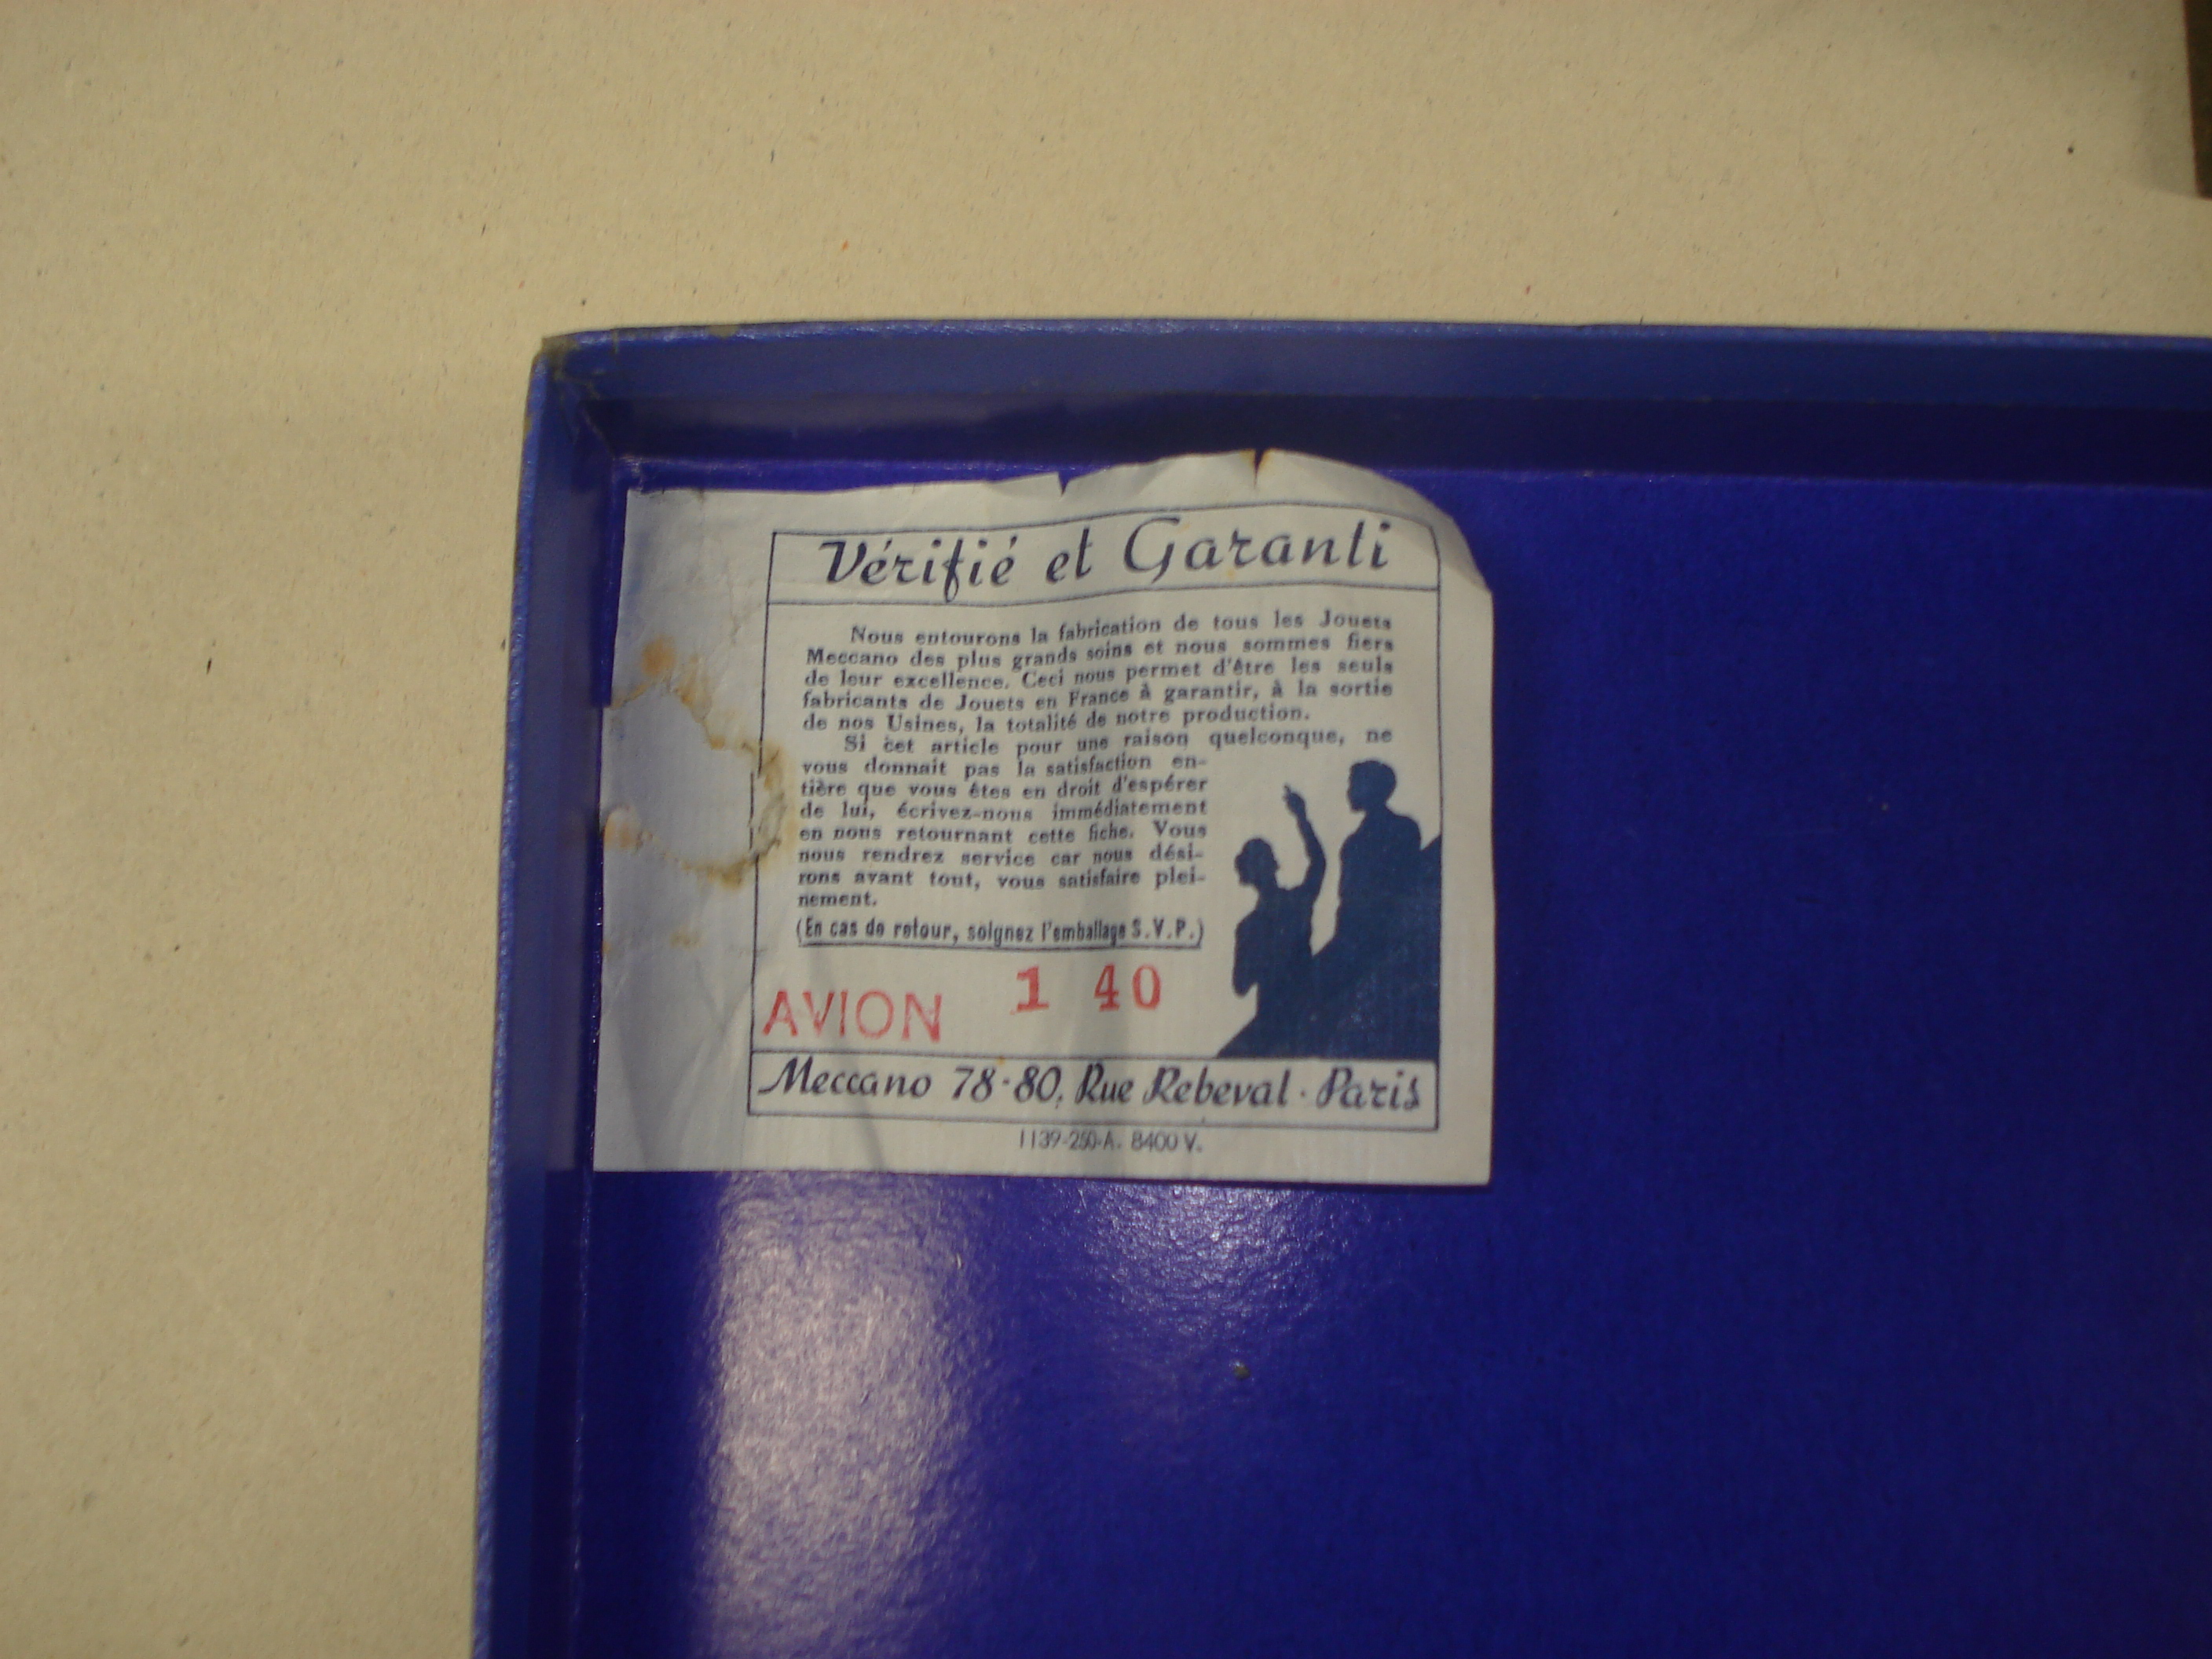 Vérifié et Garanti
Nous entourons la fabrication de tous les Jouets
Meccano des plus grands soins et nous sommes fiers
de leur excellence. Ceci nous permet d'être les seuls
fabricants de Jouets en France à garantir, à la sortie
de nos Usines, la totalité de notre production.
Si cet article pour une raison quelconque, ne
vous donnait pas la satisfaction en-
tière que vous êtes en droit d'espérer
de lui, écrivez-nous immédiatement
en nous retournant cette fiche. Vous
nous rendrez service car nous dési-
rons avant tout, vous satisfaire plei-
nement.
(En cas de retour, soignez l'emballage S.V.P.)
AVION 1 40
Meccano 78-80, Rue Rebeval · Paris
1139-250-A. 8400 V.